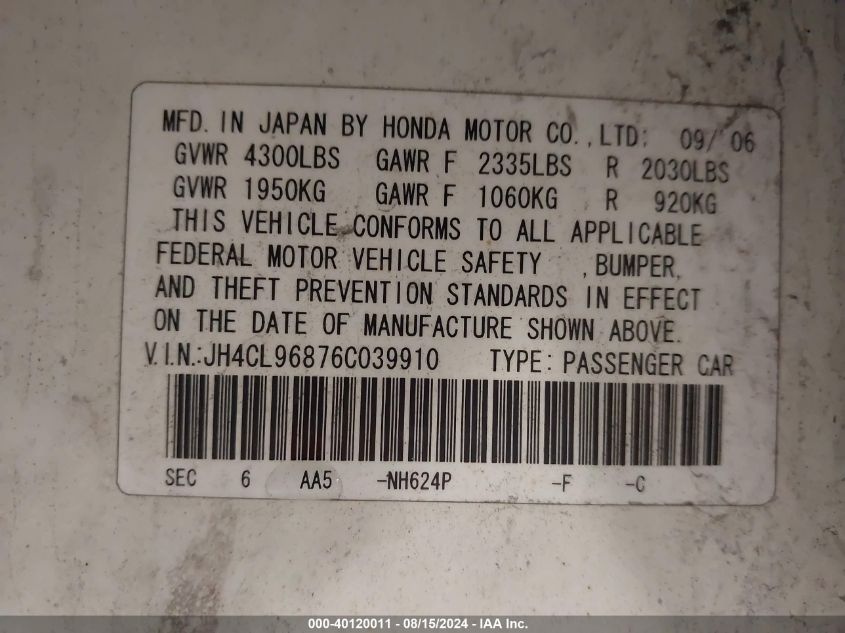 MFD. IN JAPAN BY HONDA MOTOR CO., LTD: 09/ 06
GVWR 4300LBS GAWR F 2335LBS R 2030LBS
GVWR 1950KG GAWR F 1060KG R 920KG
THIS VEHICLE CONFORMS TO ALL APPLICABLE
FEDERAL MOTOR VEHICLE SAFETY , BUMPER,
AND THEFT PREVENTION STANDARDS IN EFFECT
ON THE DATE OF MANUFACTURE SHOWN ABOVE.
V.I.N.:JH4CL96876C039910 TYPE: PASSENGER CAR
SEC 6 AA5 -NH624P -F -C
000-40120011 - 08/15/2024 - IAA Inc.